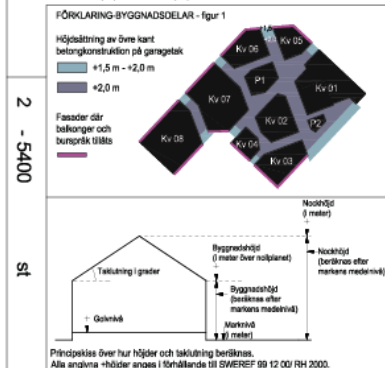 FÖRKLARING-BYGGNADSDELAR - figur 1
Höjdsättning av övre kant
betongkonstruktion på garagetak
+1,5 m - +2,0 m
+2,0 m
Fasader där
balkonger och
burspråk tillåts
Kv 06
Kv 05
P1
Kv 01
Kv 07
Kv 02
P2
Kv 08
Kv 04
Kv 03
2 - 5400
st
Nockhöjd
(i meter)
Byggnadshöjd
(i meter över nollplanet)
Nockhöjd
(beräknas efter
markens medelnivå)
Taklutning i grader
Byggnadshöjd
(beräknas efter
markens medelnivå)
Golvnivå
Marknivå
(i meter)
Principskiss över hur höjder och taklutning beräknas.
Alla angivna +höjder anges i förhållande till SWEREF 99 12 00/ RH 2000.